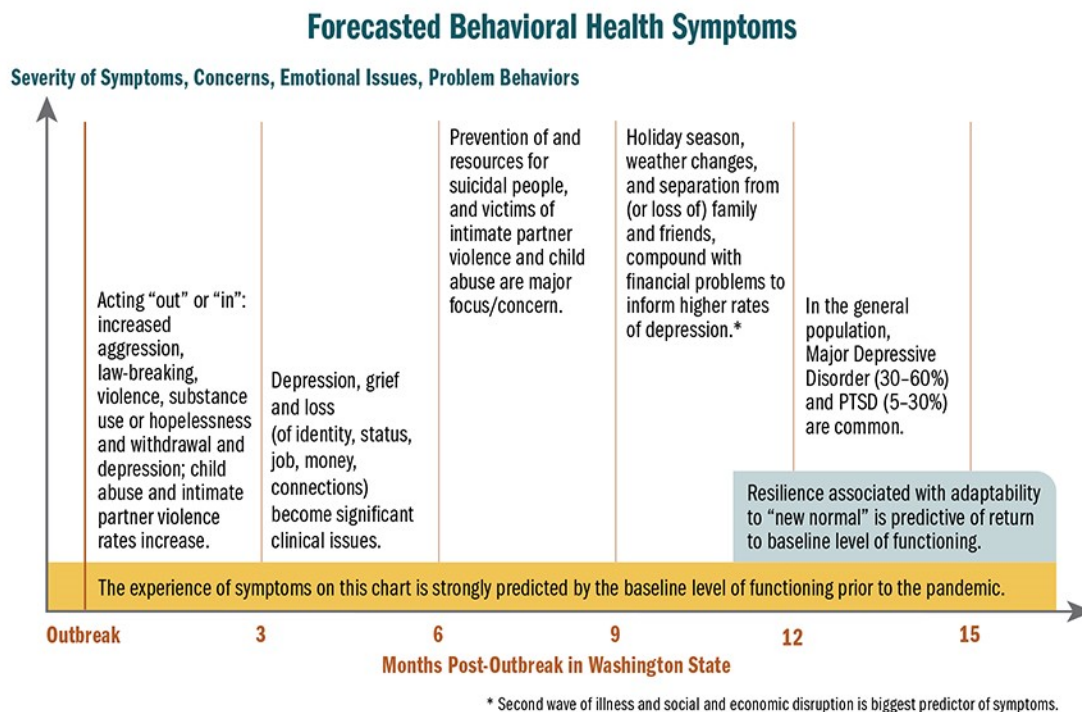 Forecasted Behavioral Health Symptoms
Severity of Symptoms, Concerns, Emotional Issues, Problem Behaviors
Acting “out” or “in”:
increased
aggression,
law-breaking,
violence, substance
use or hopelessness
and withdrawal and
depression; child
abuse and intimate
partner violence
rates increase.
Depression, grief
and loss
(of identity, status,
job, money,
connections)
become significant
clinical issues.
Prevention of and
resources for
suicidal people,
and victims of
intimate partner
violence and child
abuse are major
focus/concern.
Holiday season,
weather changes,
and separation from
(or loss of) family
and friends,
compound with
financial problems to
inform higher rates
of depression.*
In the general
population,
Major Depressive
Disorder (30–60%)
and PTSD (5–30%)
are common.
Resilience associated with adaptability
to “new normal” is predictive of return
to baseline level of functioning.
The experience of symptoms on this chart is strongly predicted by the baseline level of functioning prior to the pandemic.
Outbreak 3 6 9 12 15
Months Post-Outbreak in Washington State
* Second wave of illness and social and economic disruption is biggest predictor of symptoms.